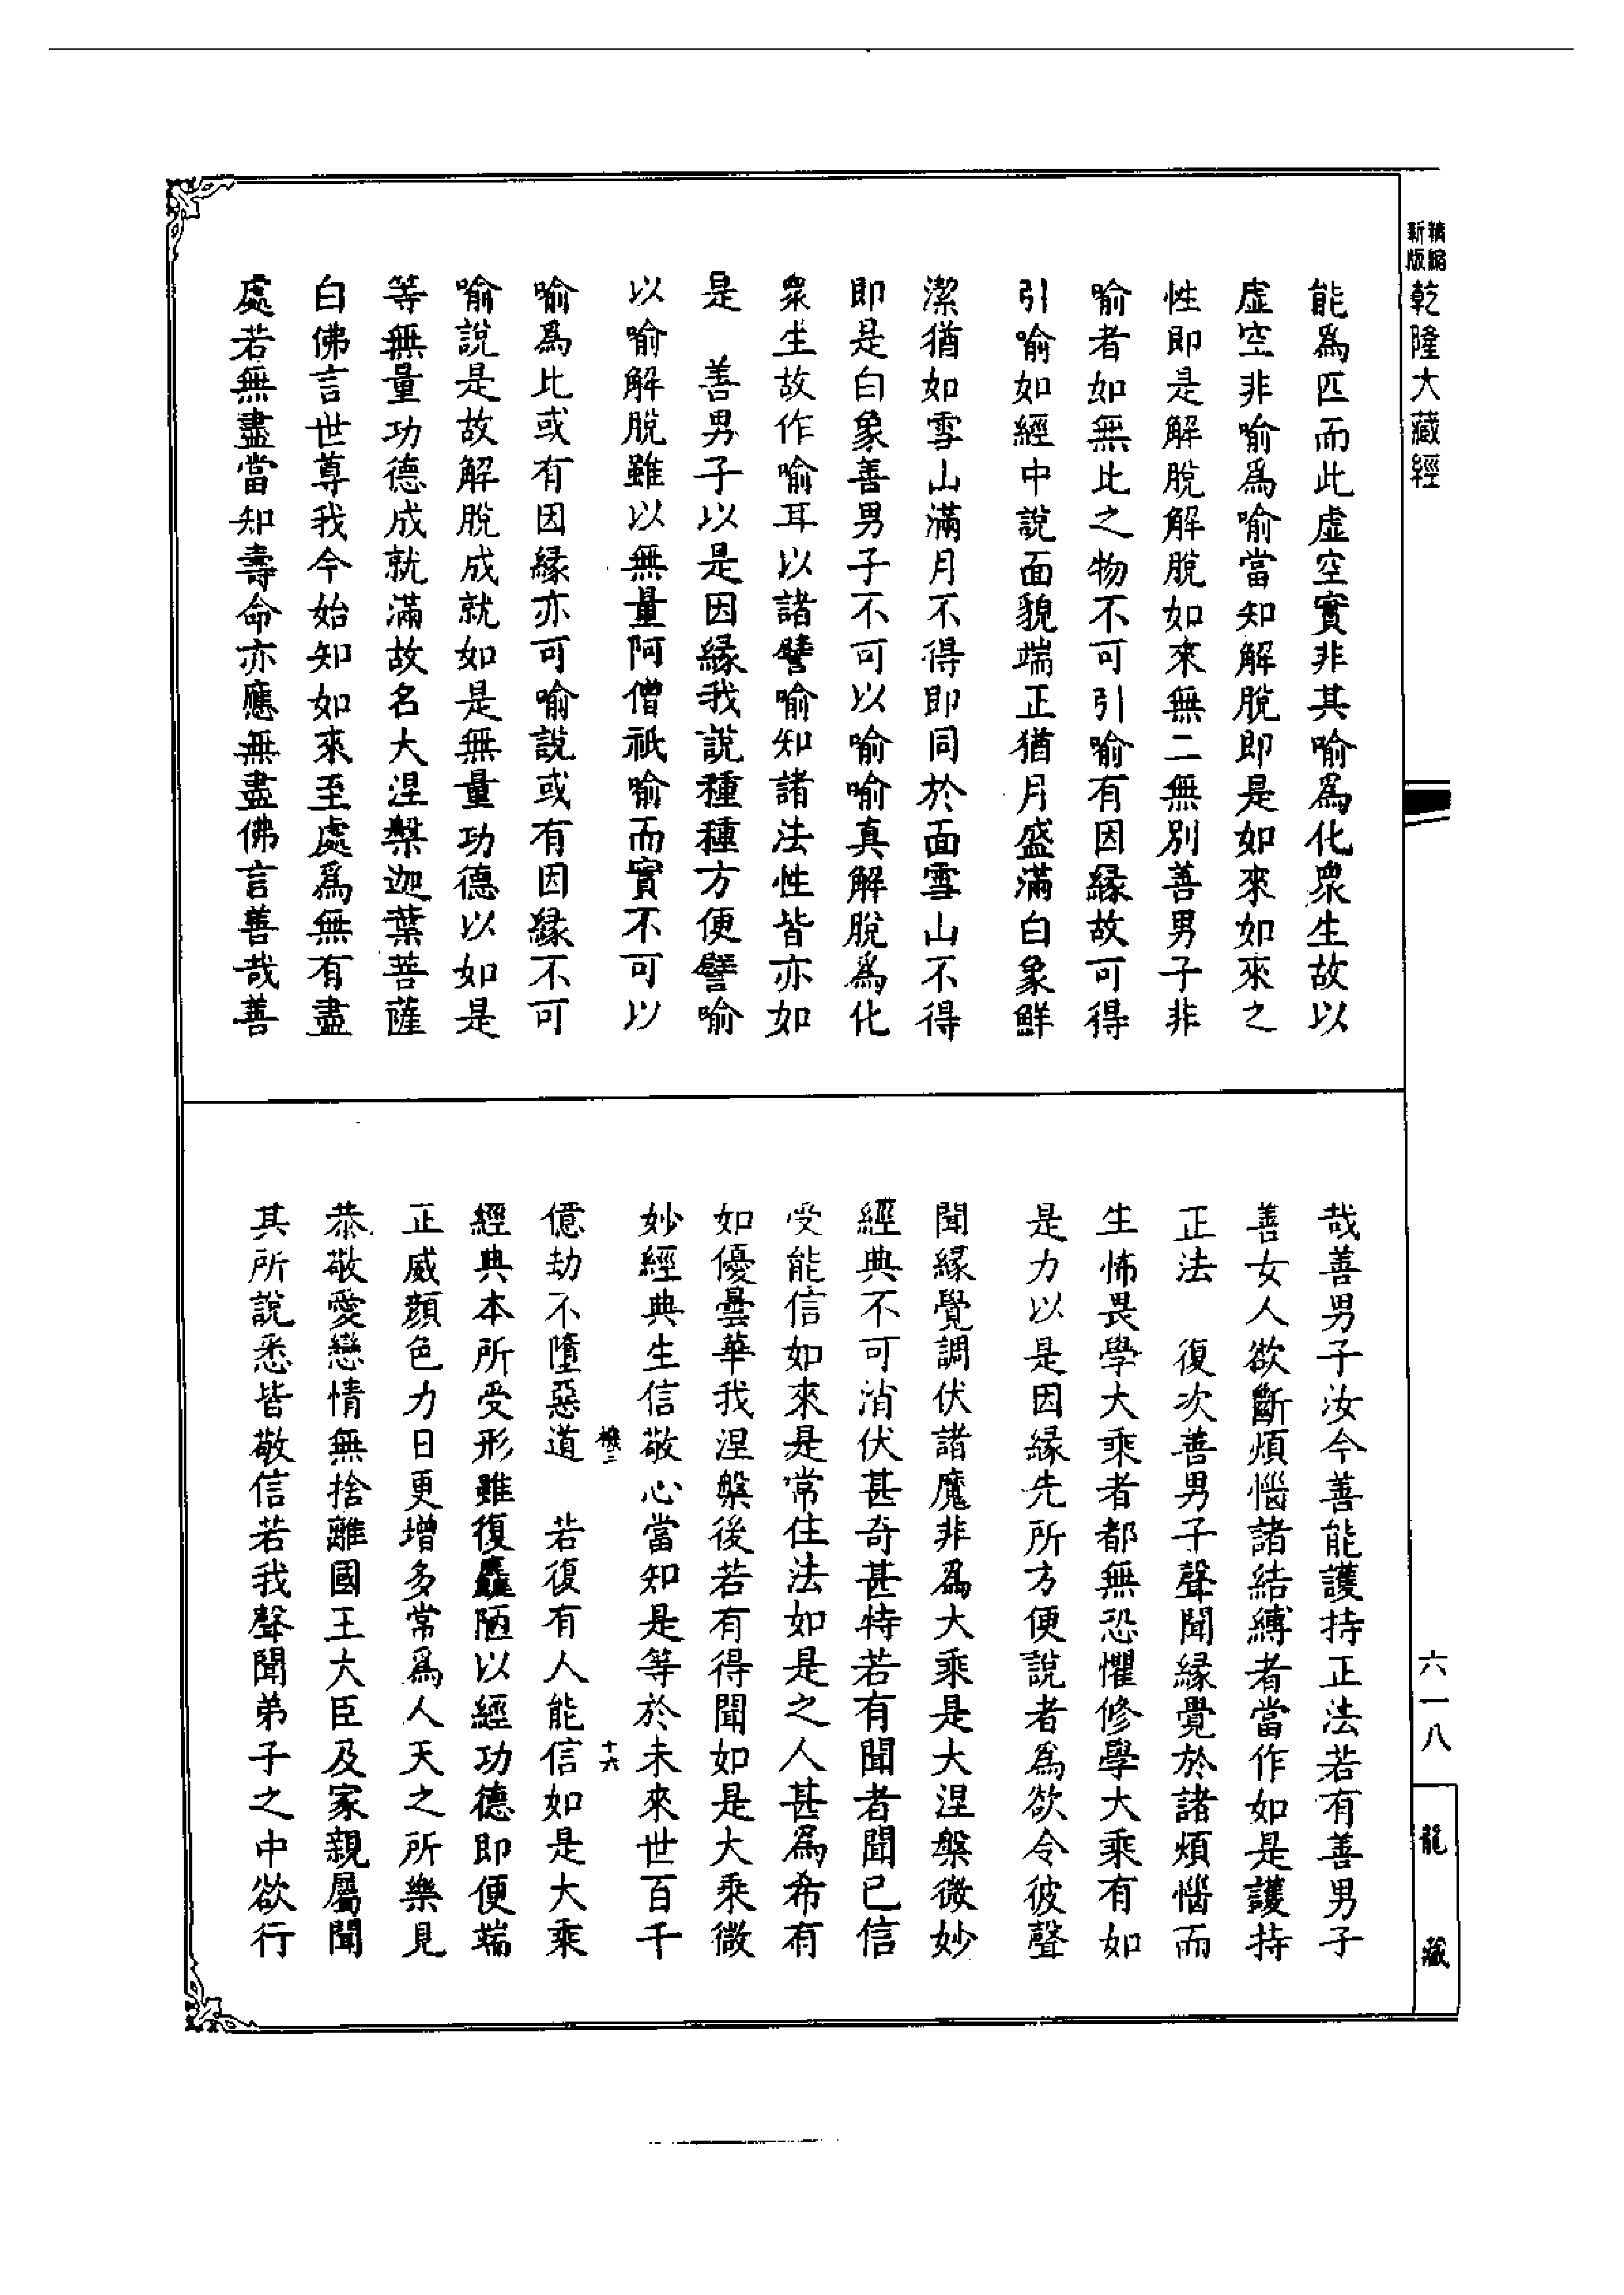 精縮
新版
乾隆大藏經
能爲匹而此虛空實非其喻爲化衆生故以
虛空非喻爲喻當知解脫即是如來如來之
性即是解脫解脫如來無二無別善男子非
喻者如無比之物不可引喻有因緣故可得
引喻如經中說面貌端正猶月盛滿白象鮮
潔猶如雪山滿月不得即同於面雪山不得
即是白象善男子不可以喻喻真解脫爲化
衆生故作喻耳以諸譬喻知諸法性皆亦如
是　善男子以是因緣我說種種方便譬喻
以喻解脫雖以無量阿僧祇喻而實不可以
喻爲比或有因緣亦可喻說或有因緣不可
喻說是故解脫成就如是無量功德以如是
等無量功德成就滿故名大涅槃迦葉菩薩
白佛言世尊我今始知如來至處爲無有盡
處若無盡當知壽命亦應無盡佛言善哉善
哉善男子汝今善能護持正法若有善男子
善女人欲斷煩惱諸結縛者當作如是護持
正法　復次善男子聲聞緣覺於諸煩惱而
生怖畏學大乘者都無恐懼修學大乘有如
是力以是因緣先所方便說者爲欲令彼聲
聞緣覺調伏諸魔非爲大乘是大涅槃微妙
經典不可消伏甚奇甚特若有聞者聞已信
受能信如來是常住法如是之人甚爲希有
如優曇華我涅槃後若有得聞如是大乘微
妙經典生信敬心當知是等於未來世百千
十六
億劫不墮惡道　若復有人能信如是大乘
經典本所受形雖復麤陋以經功德即便端
正威顏色力日更增多常爲人天之所樂見
恭敬愛戀情無捨離國王大臣及家親屬聞
其所說悉皆敬信若我聲聞弟子之中欲行
六一八
龍藏